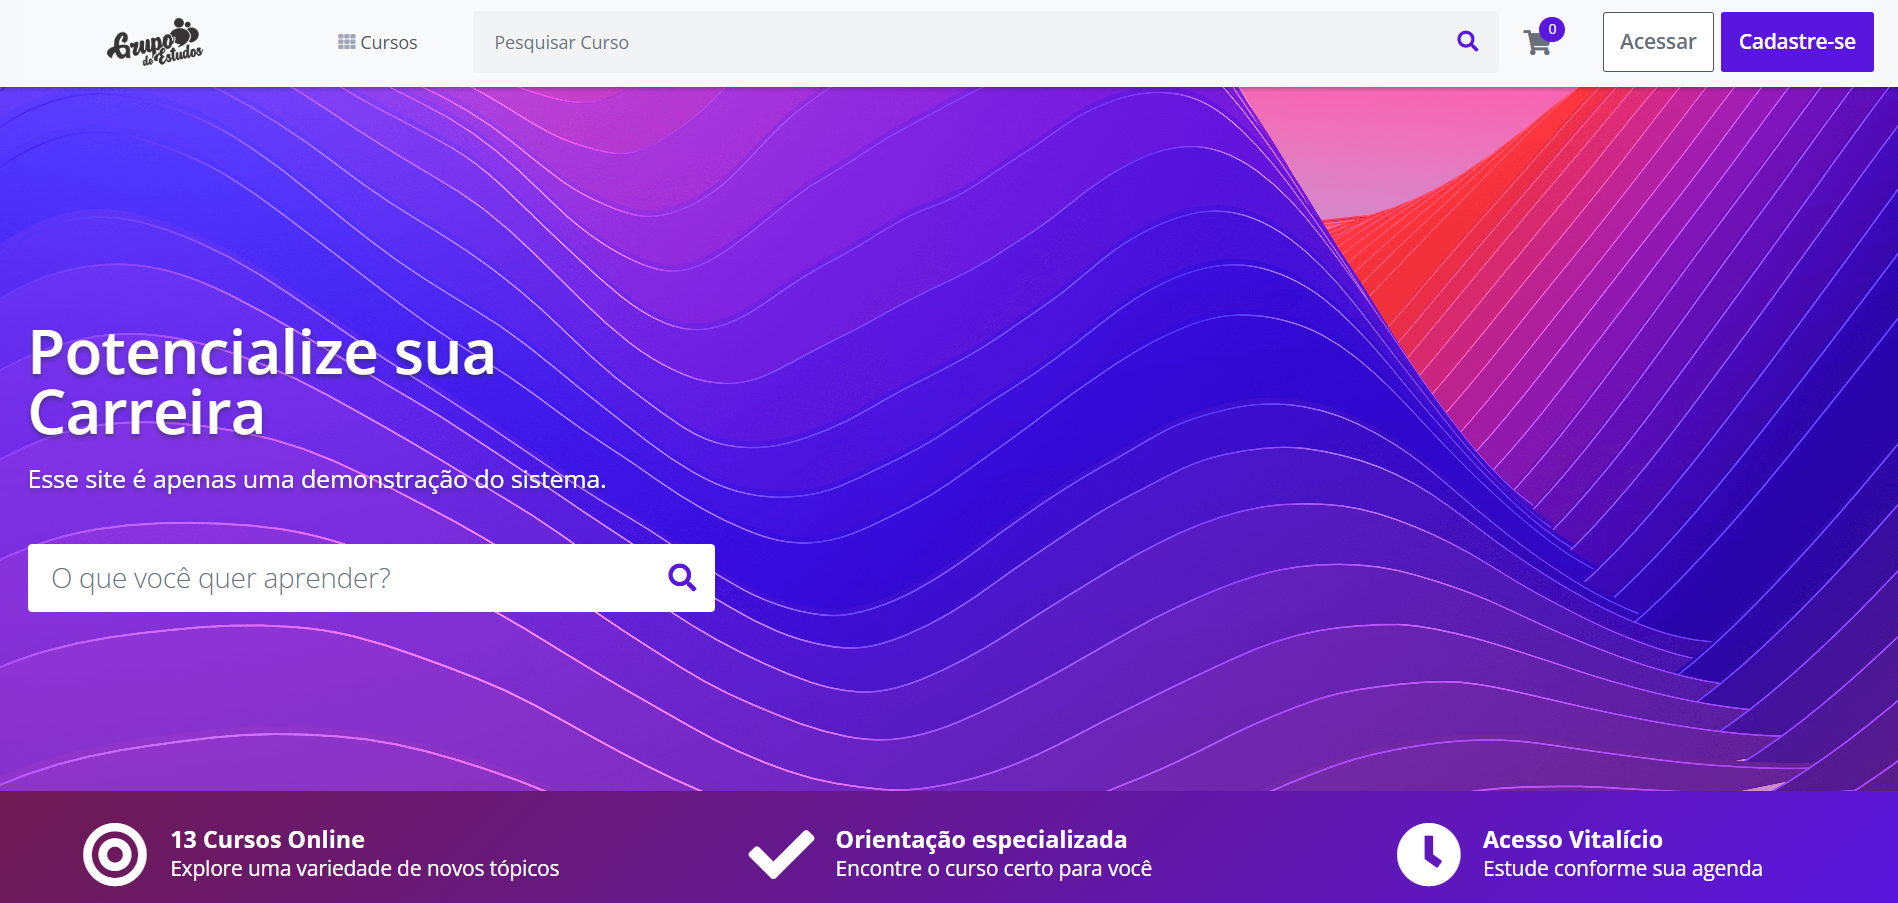 Grupo
de Estudos
Cursos
Pesquisar Curso
0
Acessar
Cadastre-se
Potencialize sua
Carreira
Esse site é apenas uma demonstração do sistema.
O que você quer aprender?
13 Cursos Online
Explore uma variedade de novos tópicos
Orientação especializada
Encontre o curso certo para você
Acesso Vitalício
Estude conforme sua agenda